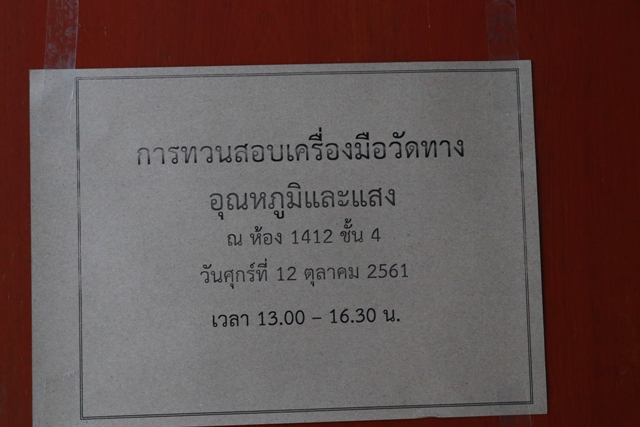 การทวนสอบเครื่องมือวัดทาง
อุณหภูมิและแสง
ณ ห้อง 1412 ชั้น 4
วันศุกร์ที่ 12 ตุลาคม 2561
เวลา 13.00 – 16.30 น.